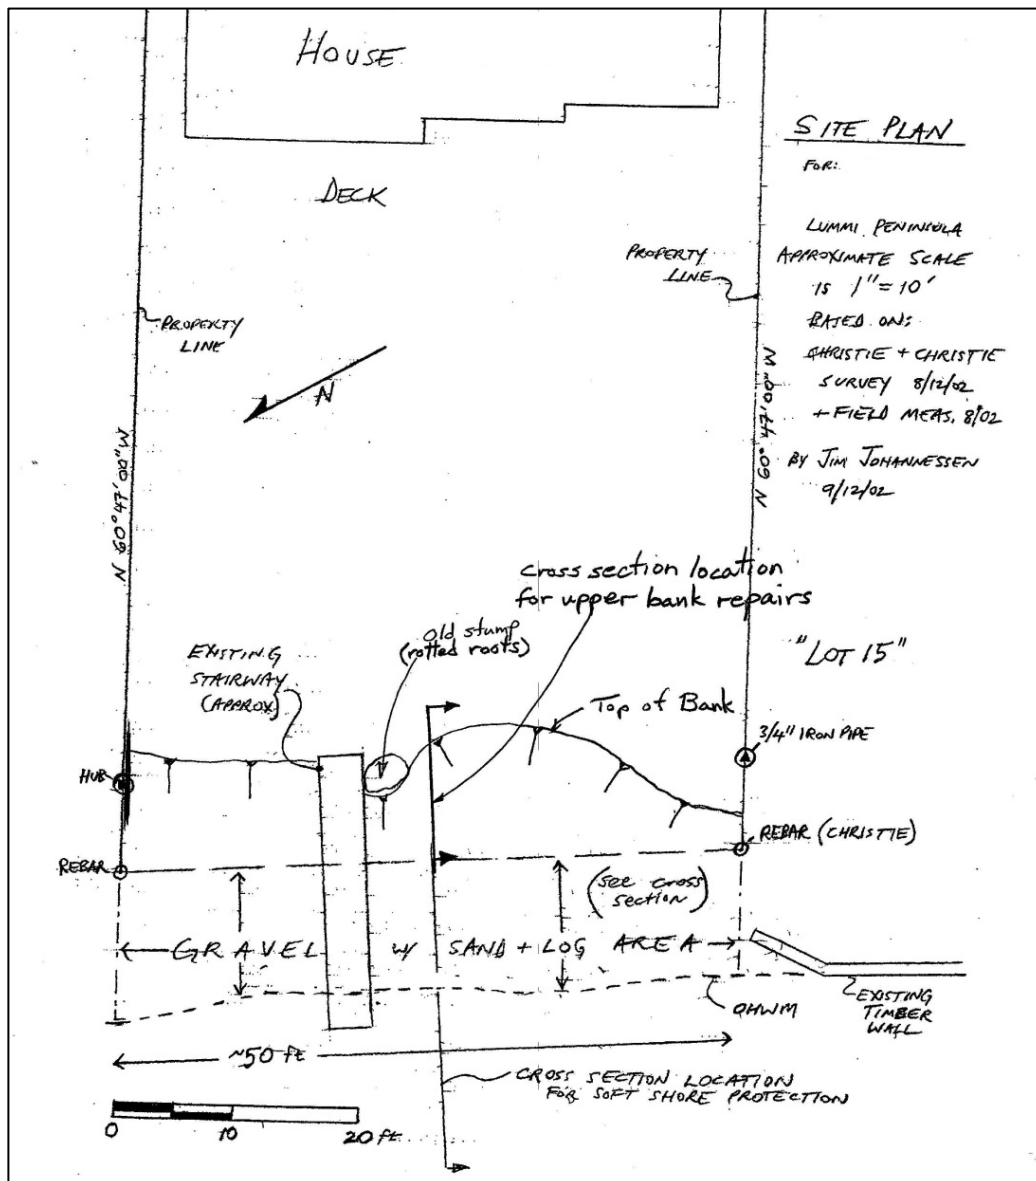 HOUSE
DECK
SITE PLAN
FOR:
LUMMI PENINSULA
APPROXIMATE SCALE
IS 1" = 10'
BASED ON:
CHRISTIE + CHRISTIE
SURVEY 8/12/02
+ FIELD MEAS. 8/02
BY JIM JOHANNESSEN
9/12/02
PROPERTY
LINE
PROPERTY
LINE
N
N 60°47'00"W
N 60°47'00"W
cross section location
for upper bank repairs
old stump
(rotted roots)
EXISTING
STAIRWAY
(APPROX)
"LOT 15"
Top of Bank
3/4" IRON PIPE
HUB
REBAR
REBAR (CHRISTIE)
(see cross
section)
GRAVEL w/ SAND + LOG AREA
OHWM
EXISTING
TIMBER
WALL
~50 ft
CROSS SECTION LOCATION
FOR SOFT SHORE PROTECTION
0 10 20 ft